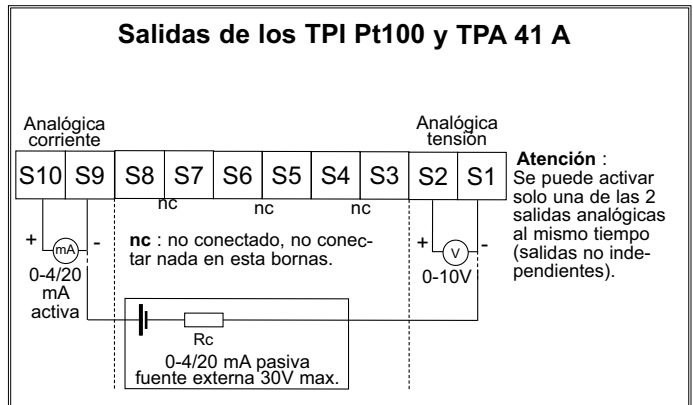 Salidas de los TPI Pt100 y TPA 41 A
Analógica
corriente
Analógica
tensión
S10 S9 S8 S7 S6 S5 S4 S3 S2 S1
nc nc nc
+ mA -
0-4/20
mA
activa
nc : no conectado, no conec-
tar nada en esta bornas.
+ V -
0-10V
Atención :
Se puede activar
solo una de las 2
salidas analógicas
al mismo tiempo
(salidas no inde-
pendientes).
Rc
0-4/20 mA pasiva
fuente externa 30V max.